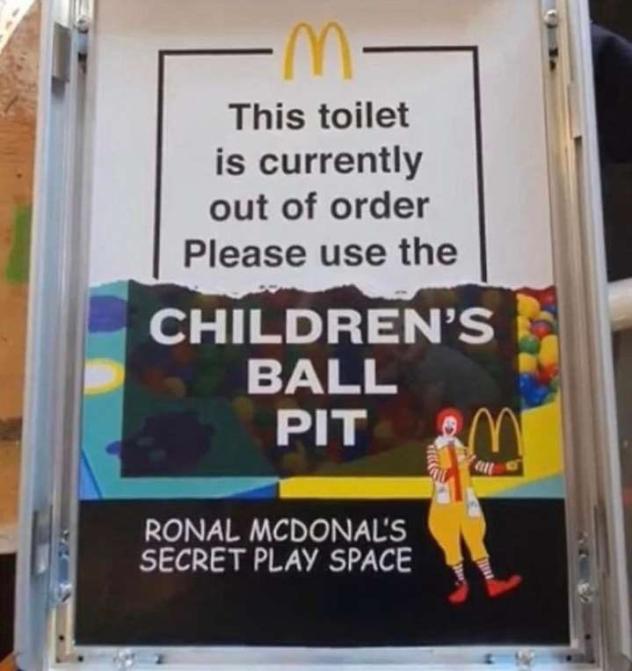 This toilet
is currently
out of order
Please use the
CHILDREN'S
BALL
PIT
RONAL MCDONAL'S
SECRET PLAY SPACE